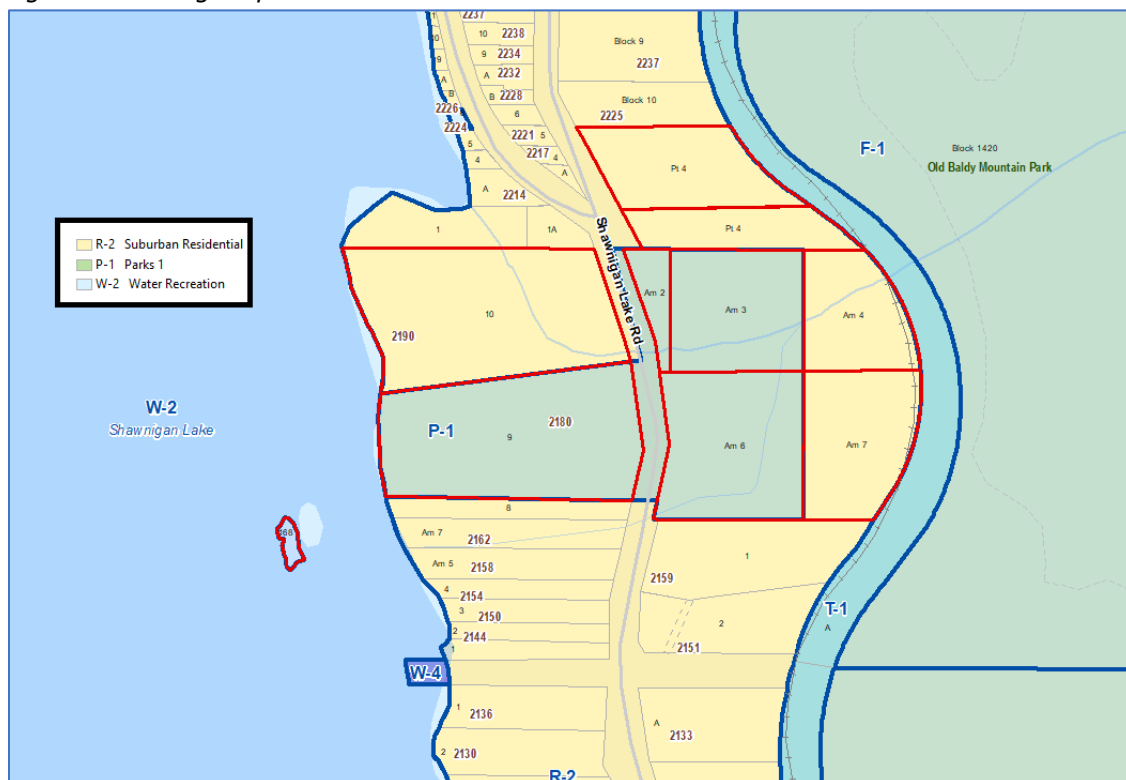 2237
10
2238
9
2234
A
2232
B
2228
6
2221
5
2217
4
A
10
9
A
B
2226
2224
5
4
A
2214
Block 9
2237
Block 10
2225
Pt 4
Pt 4
F-1
Block 1420
Old Baldy Mountain Park
R-2 Suburban Residential
P-1 Parks 1
W-2 Water Recreation
1
1A
Shawnigan Lake Rd
Am 2
Am 3
Am 4
10
2190
W-2
Shawnigan Lake
P-1
2180
9
Am 6
Am 7
8
Am 7
2162
Am 5
2158
4
2154
3
2150
2
2144
1
2159
1
2
2151
T-1
A
W-4
1
2136
2
2130
A
2133
R-2